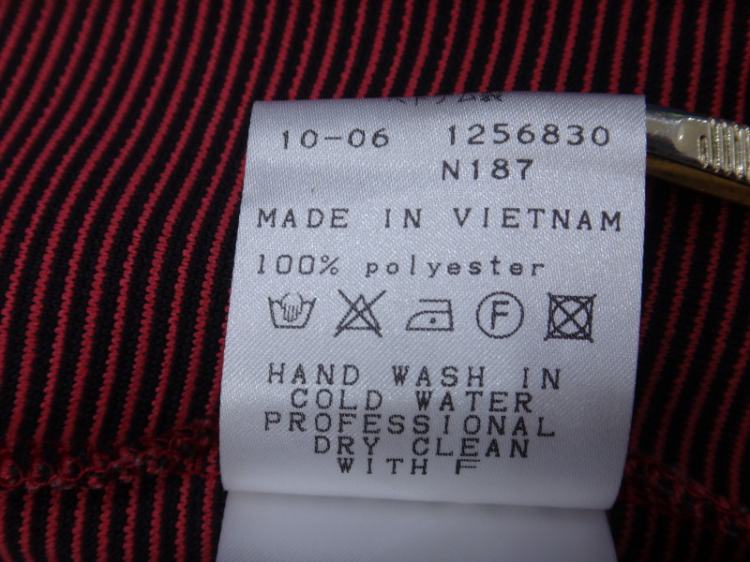 10-06 1256830
N187
MADE IN VIETNAM
100% polyester
F
HAND WASH IN
COLD WATER
PROFESSIONAL
DRY CLEAN
WITH F